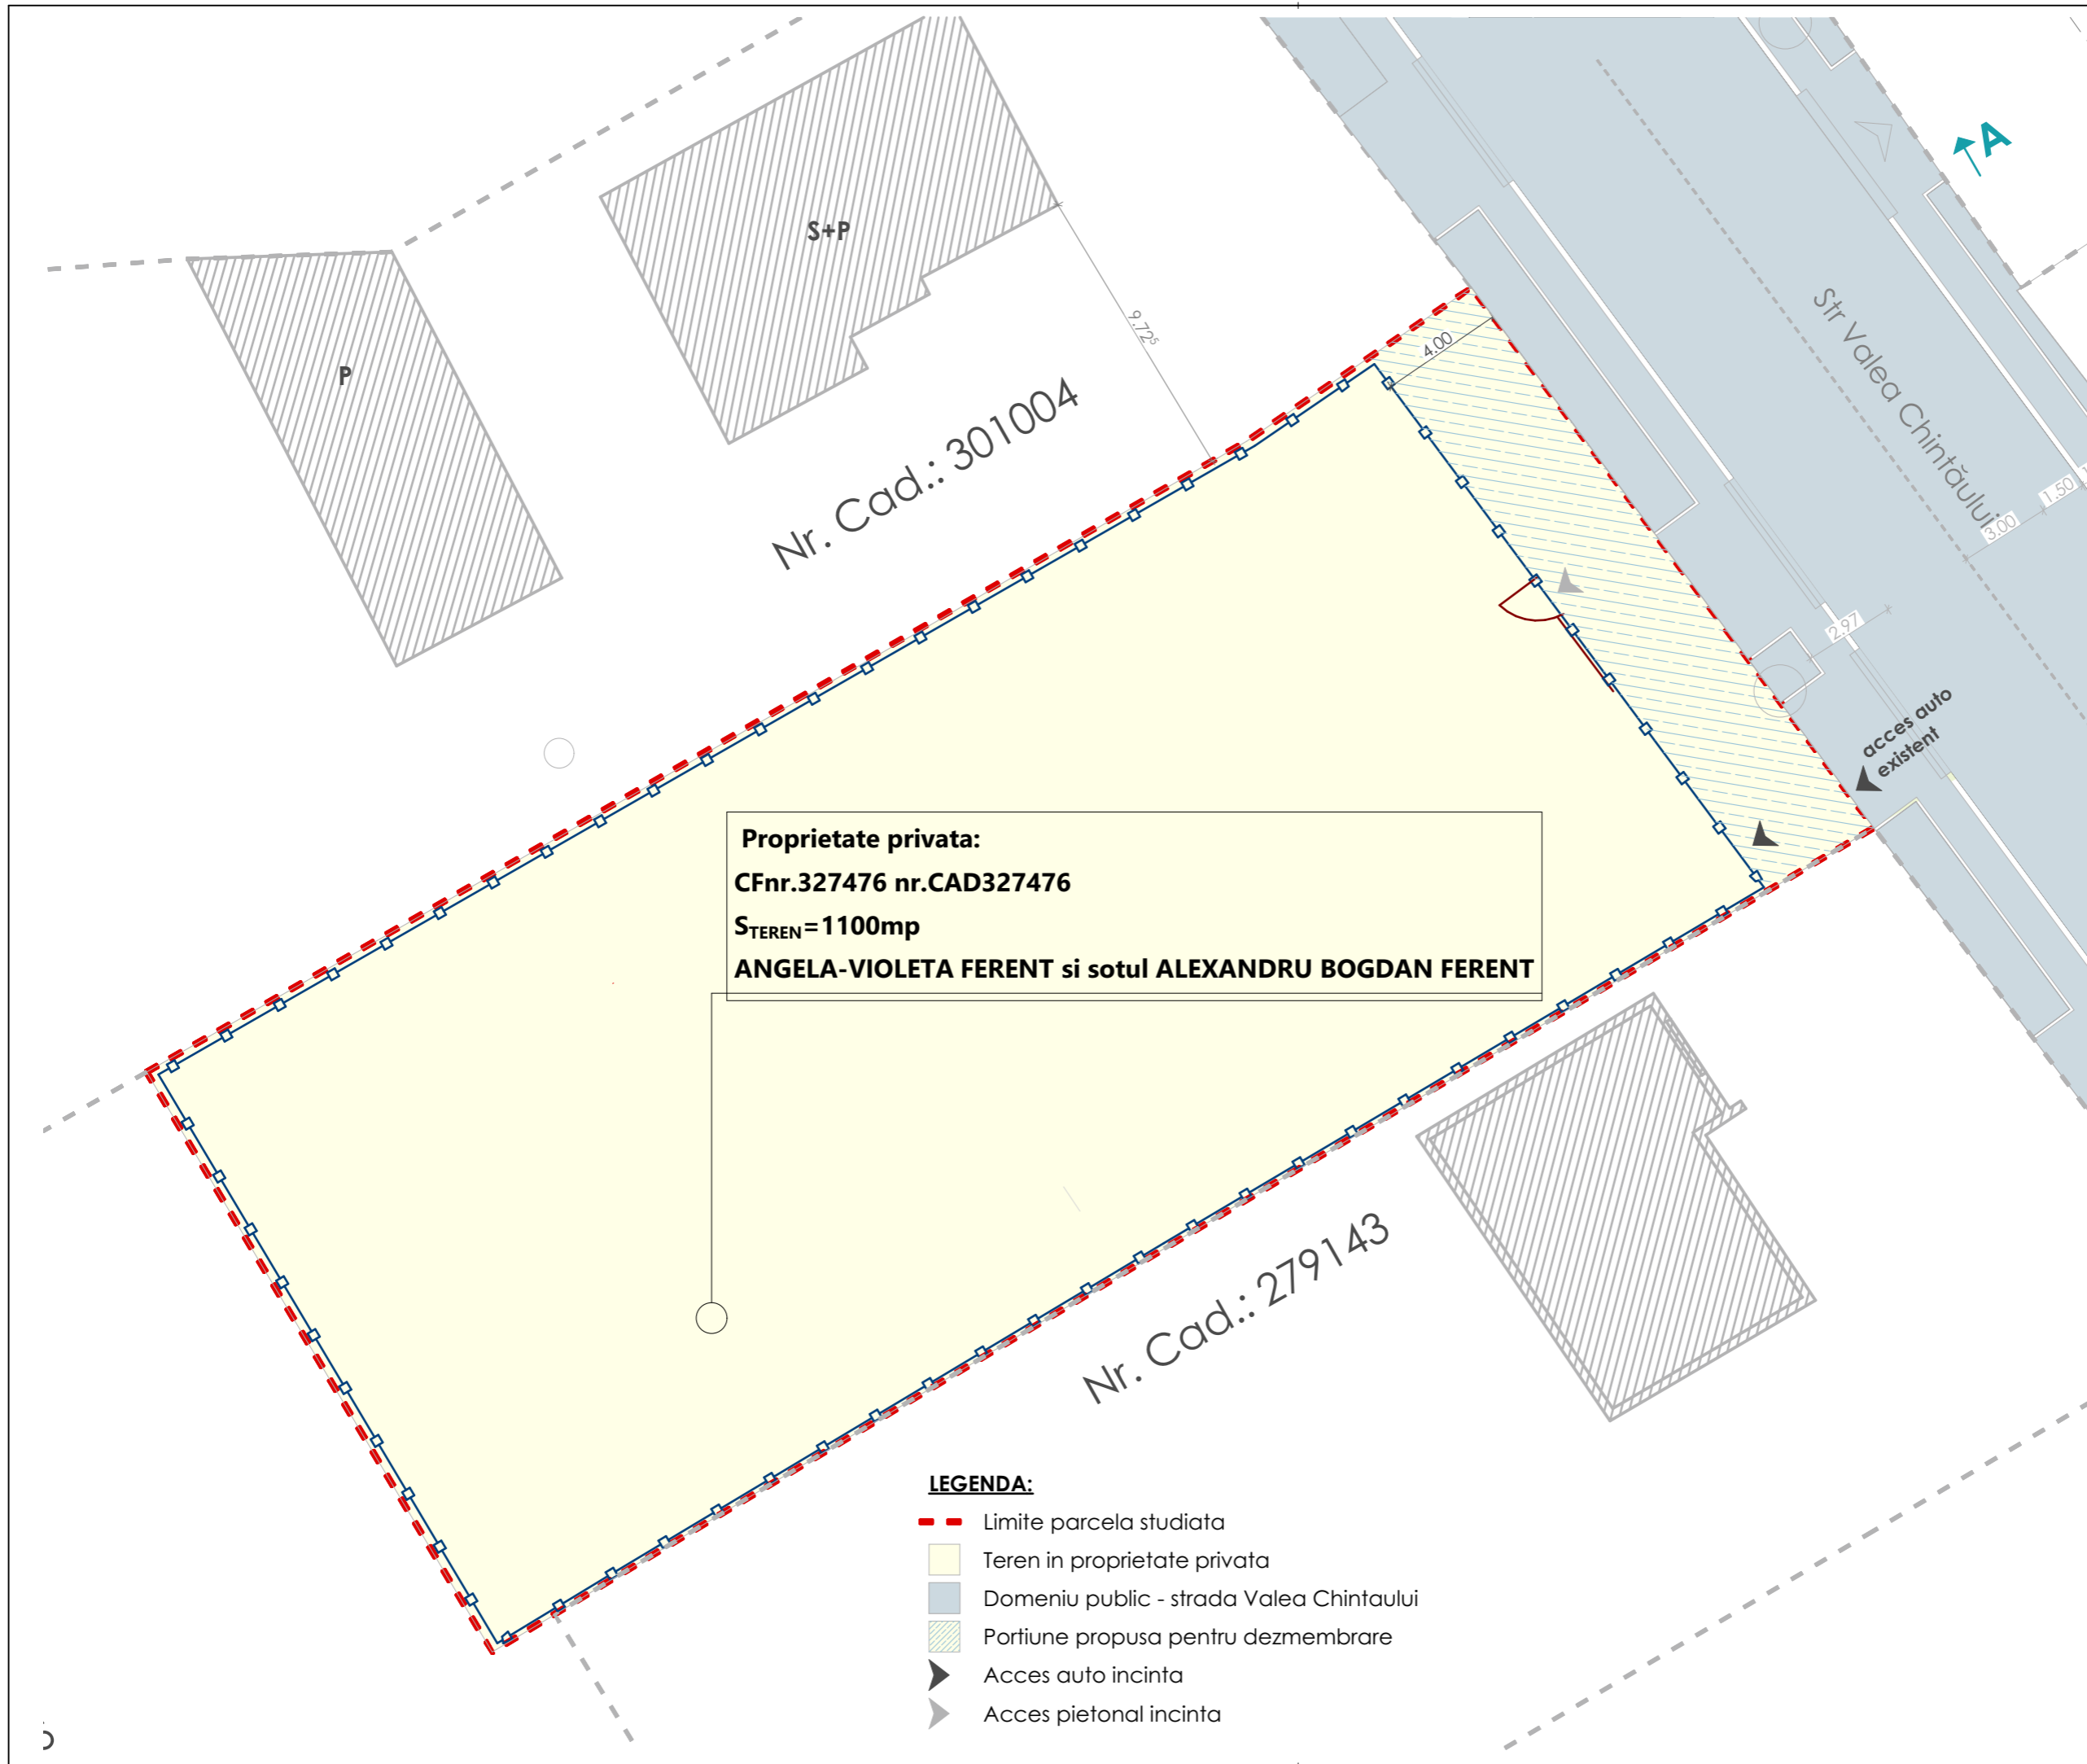 A
S+P
P
9.72⁵
4.00
Nr. Cad.: 301004
Str Valea Chintăului
1.50
3.00
2.97
acces auto
existent
Proprietate privata:
CFnr.327476 nr.CAD327476
STEREN=1100mp
ANGELA-VIOLETA FERENT si sotul ALEXANDRU BOGDAN FERENT
Nr. Cad.: 279143
LEGENDA:
Limite parcela studiata
Teren in proprietate privata
Domeniu public - strada Valea Chintaului
Portiune propusa pentru dezmembrare
Acces auto incinta
Acces pietonal incinta